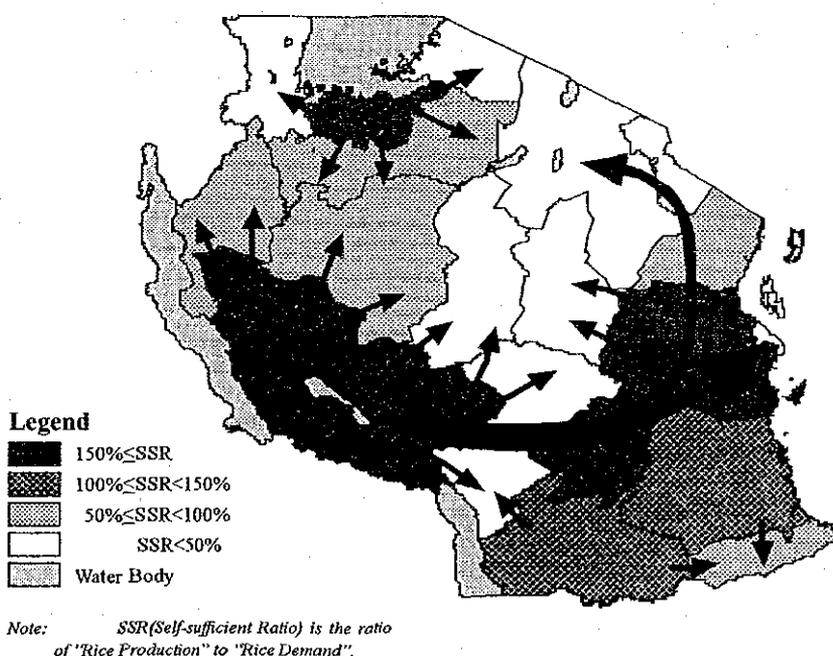 Legend
150%≤SSR
100%≤SSR<150%
50%≤SSR<100%
SSR<50%
Water Body
Note: SSR(Self-sufficient Ratio) is the ratio
of "Rice Production" to "Rice Demand".